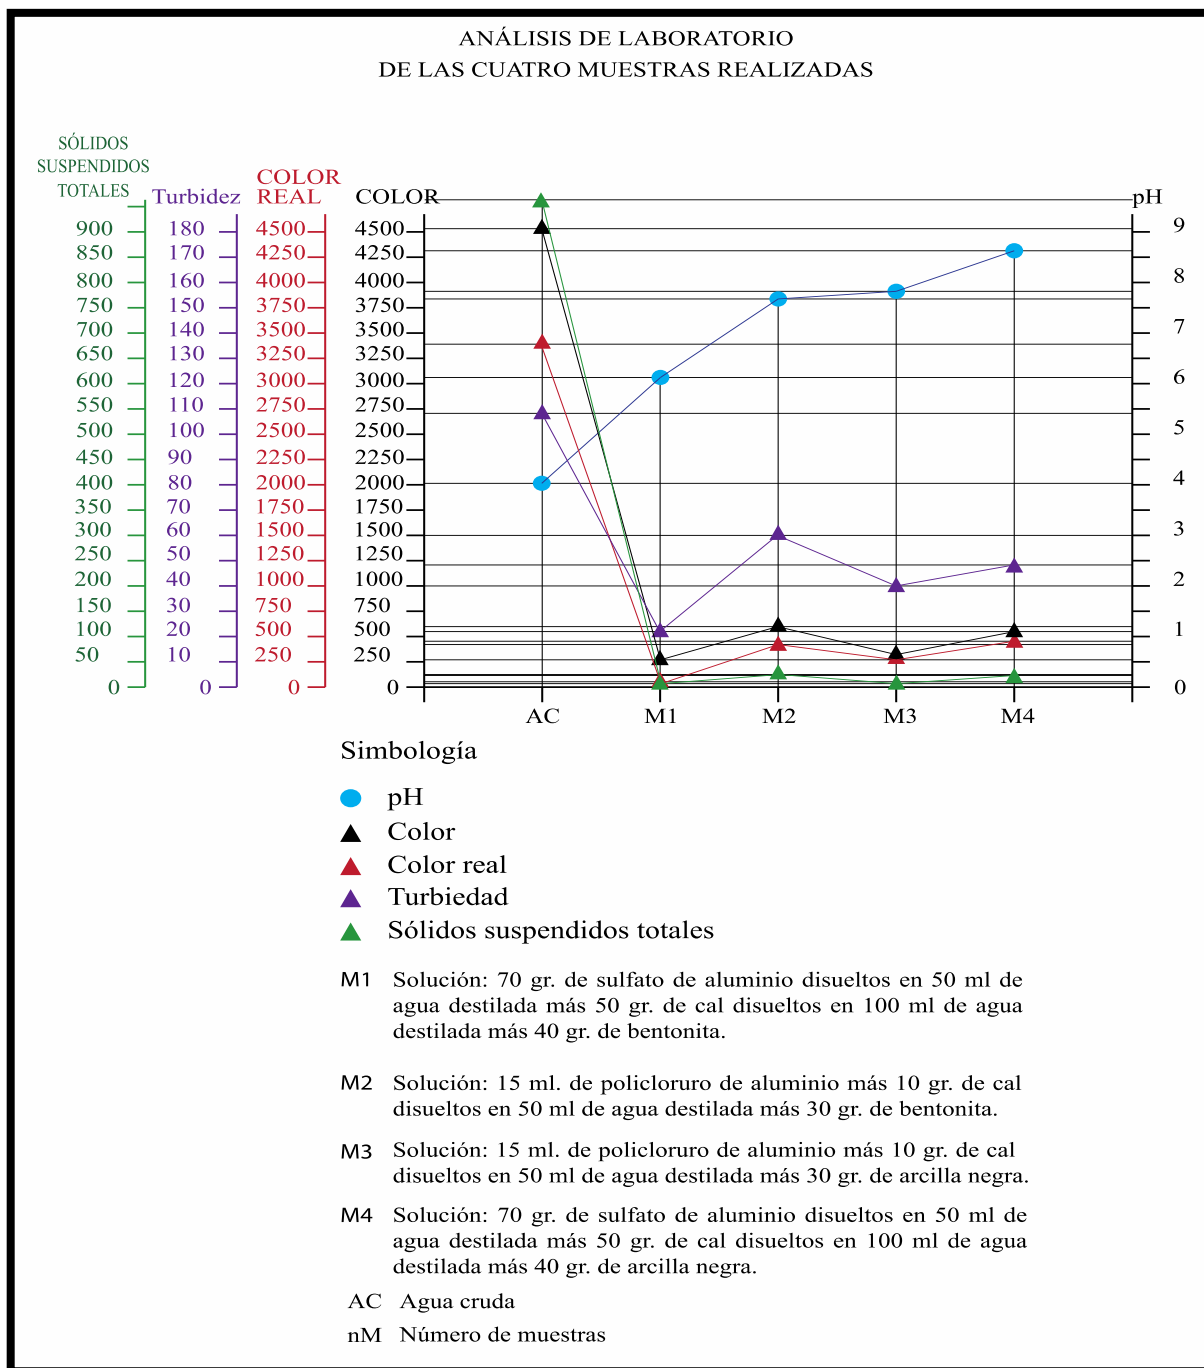 ANÁLISIS DE LABORATORIO
DE LAS CUATRO MUESTRAS REALIZADAS
SÓLIDOS
SUSPENDIDOS
TOTALES
Turbidez
COLOR
REAL
COLOR
pH
900 180 4500 4500 9
850 170 4250 4250
800 160 4000 4000 8
750 150 3750 3750
700 140 3500 3500 7
650 130 3250 3250
600 120 3000 3000 6
550 110 2750 2750
500 100 2500 2500 5
450 90 2250 2250
400 80 2000 2000 4
350 70 1750 1750
300 60 1500 1500 3
250 50 1250 1250
200 40 1000 1000 2
150 30 750 750
100 20 500 500 1
50 10 250 250
0 0 0 0 0
AC M1 M2 M3 M4
Simbología
pH
Color
Color real
Turbiedad
Sólidos suspendidos totales
M1 Solución: 70 gr. de sulfato de aluminio disueltos en 50 ml de
agua destilada más 50 gr. de cal disueltos en 100 ml de agua
destilada más 40 gr. de bentonita.
M2 Solución: 15 ml. de policloruro de aluminio más 10 gr. de cal
disueltos en 50 ml de agua destilada más 30 gr. de bentonita.
M3 Solución: 15 ml. de policloruro de aluminio más 10 gr. de cal
disueltos en 50 ml de agua destilada más 30 gr. de arcilla negra.
M4 Solución: 70 gr. de sulfato de aluminio disueltos en 50 ml de
agua destilada más 50 gr. de cal disueltos en 100 ml de agua
destilada más 40 gr. de arcilla negra.
AC Agua cruda
nM Número de muestras